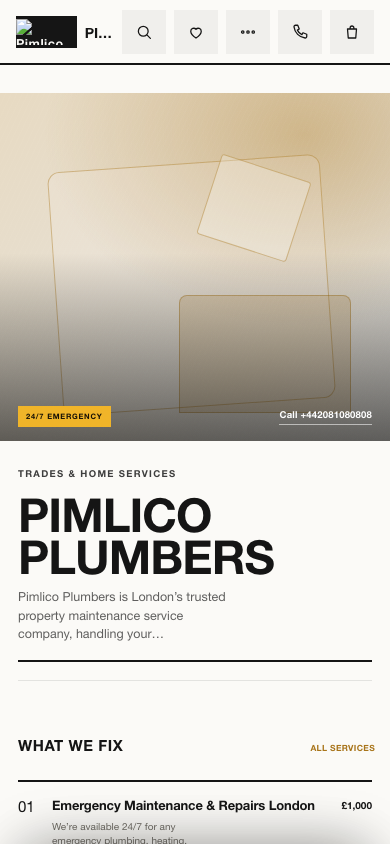 Pimlico
Pl...
24/7 EMERGENCY
Call +442081080808
TRADES & HOME SERVICES
PIMLICO
PLUMBERS
Pimlico Plumbers is London's trusted
property maintenance service
company, handling your...
WHAT WE FIX
ALL SERVICES
01
Emergency Maintenance & Repairs London
£1,000
We're available 24/7 for any
emergency plumbing, heating,